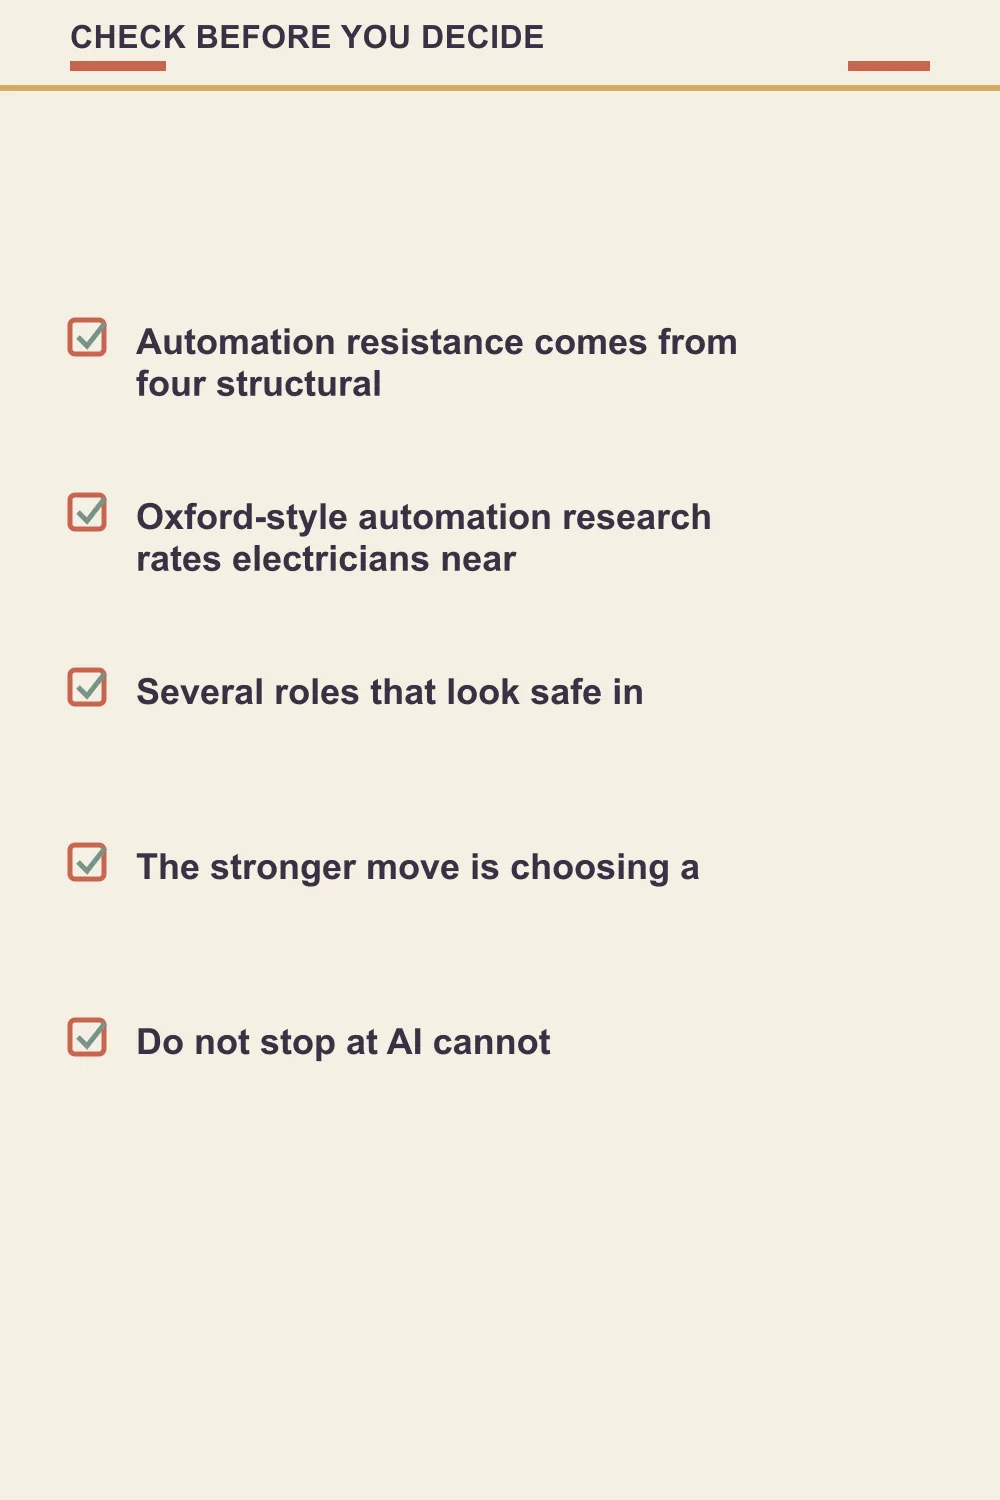 CHECK BEFORE YOU DECIDE
Automation resistance comes from
four structural
Oxford-style automation research
rates electricians near
Several roles that look safe in
The stronger move is choosing a
Do not stop at AI cannot